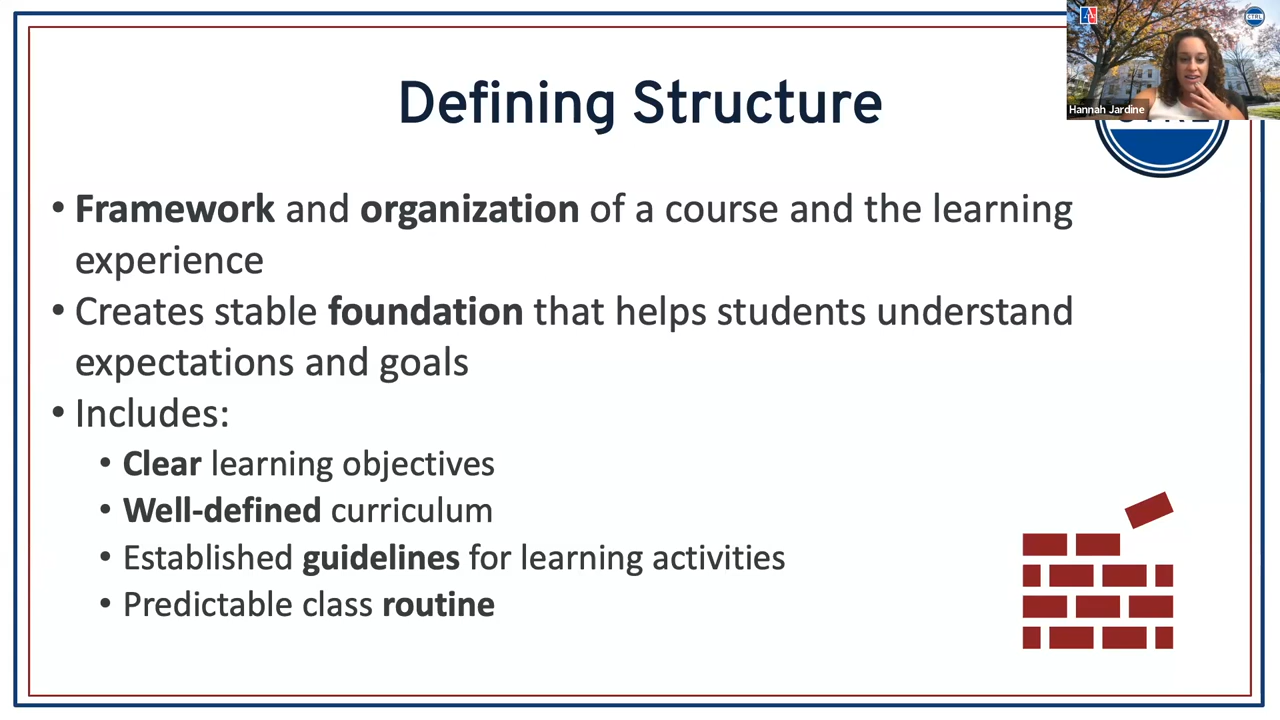 Defining Structure
Hannah Jardine
CTRL
• Framework and organization of a course and the learning
experience
• Creates stable foundation that helps students understand
expectations and goals
• Includes:
• Clear learning objectives
• Well-defined curriculum
• Established guidelines for learning activities
• Predictable class routine